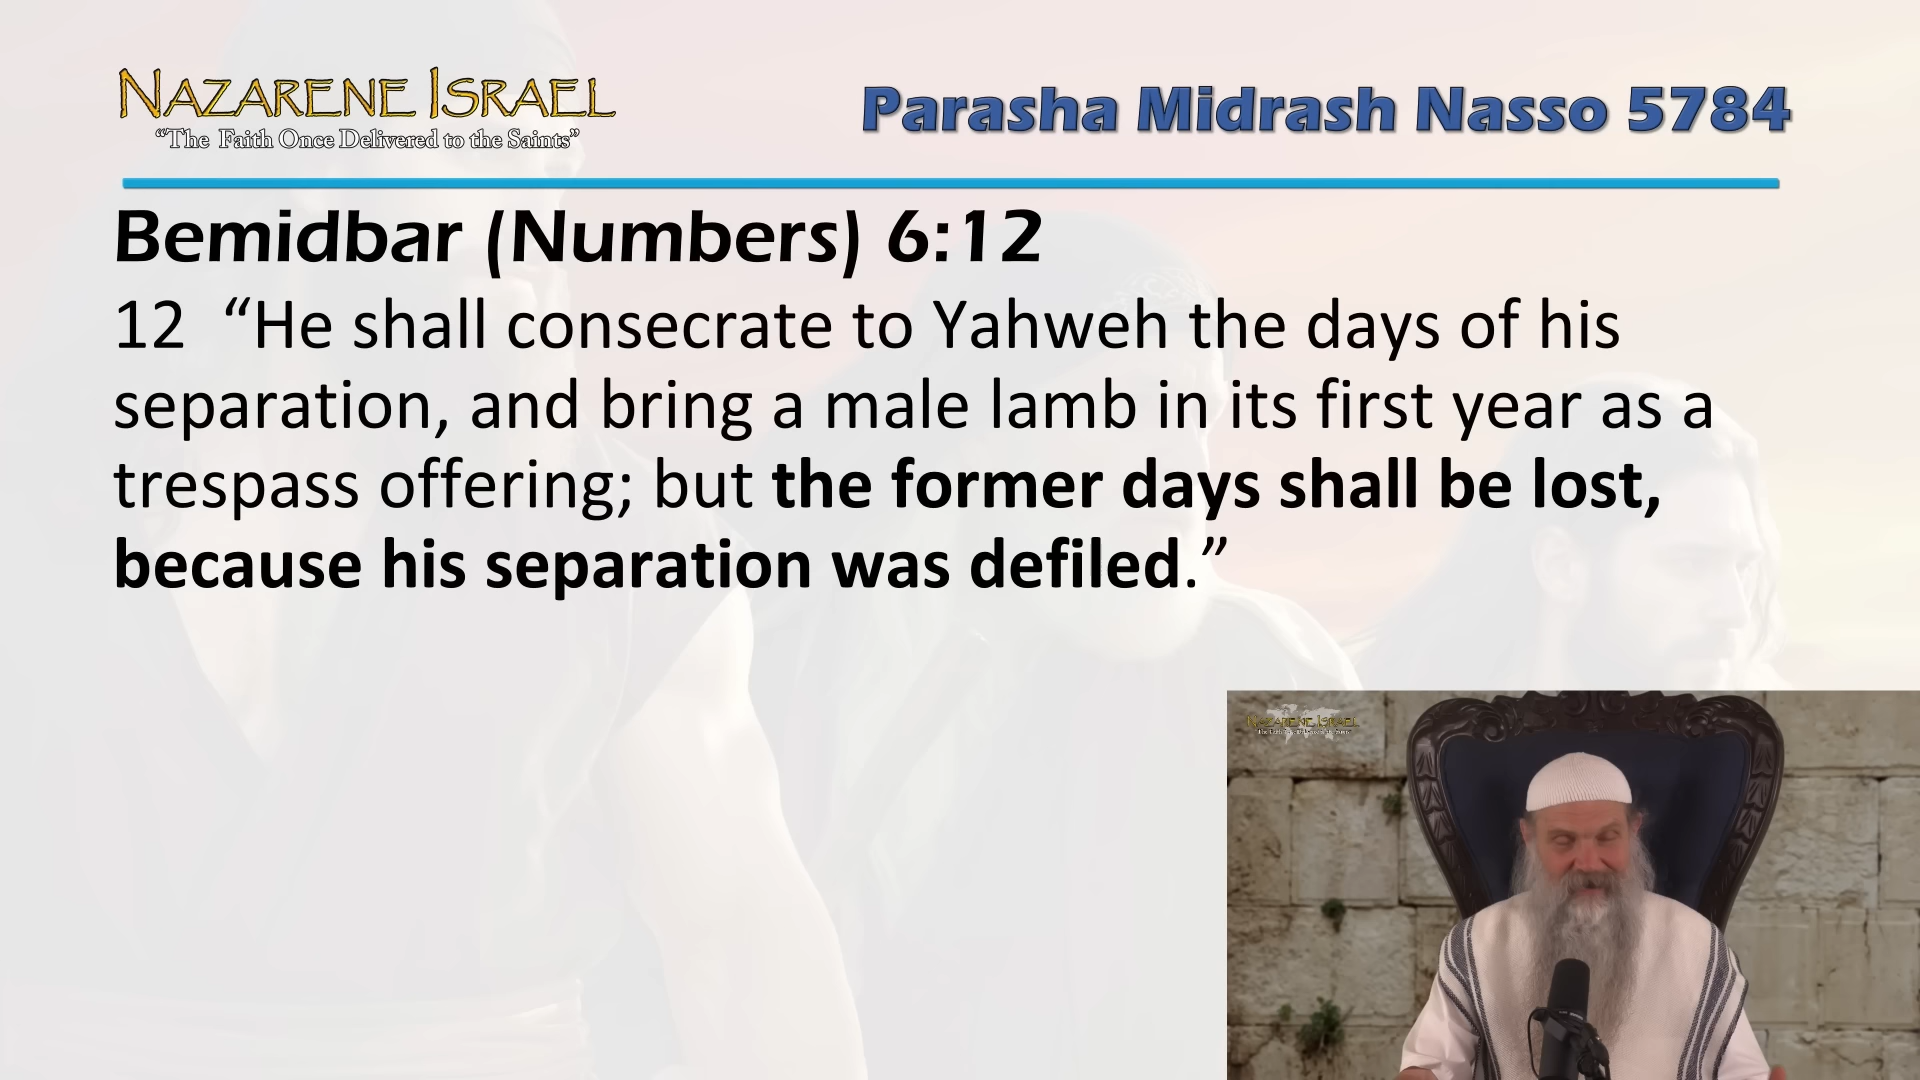 NAZARENE ISRAEL
“The Faith Once Delivered to the Saints”
Parasha Midrash Nasso 5784
Bemidbar (Numbers) 6:12
12 “He shall consecrate to Yahweh the days of his
separation, and bring a male lamb in its first year as a
trespass offering; but the former days shall be lost,
because his separation was defiled.”
NAZARENE ISRAEL